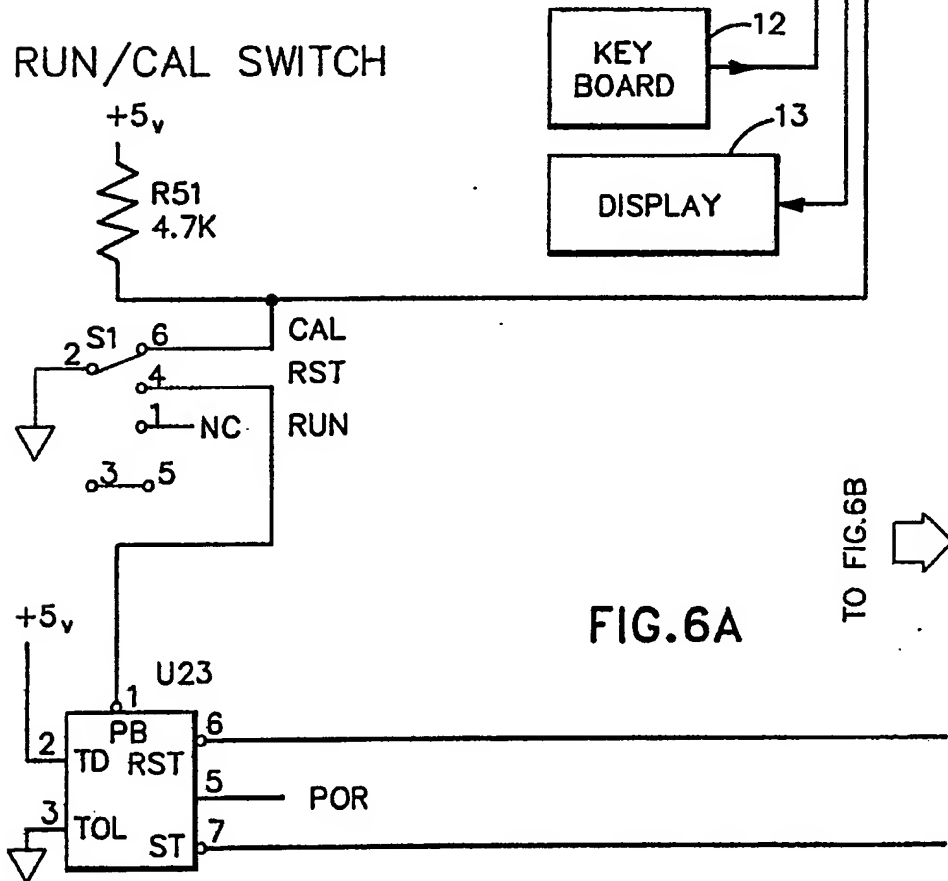 12
KEY
BOARD
RUN/CAL SWITCH
+5v
13
R51
4.7K
DISPLAY
S1
6
CAL
2
RST
4
1
NC
RUN
3
5
TO FIG.6B
+5v
FIG.6A
U23
1
PB
6
2
TD
RST
5
POR
3
TOL
7
ST